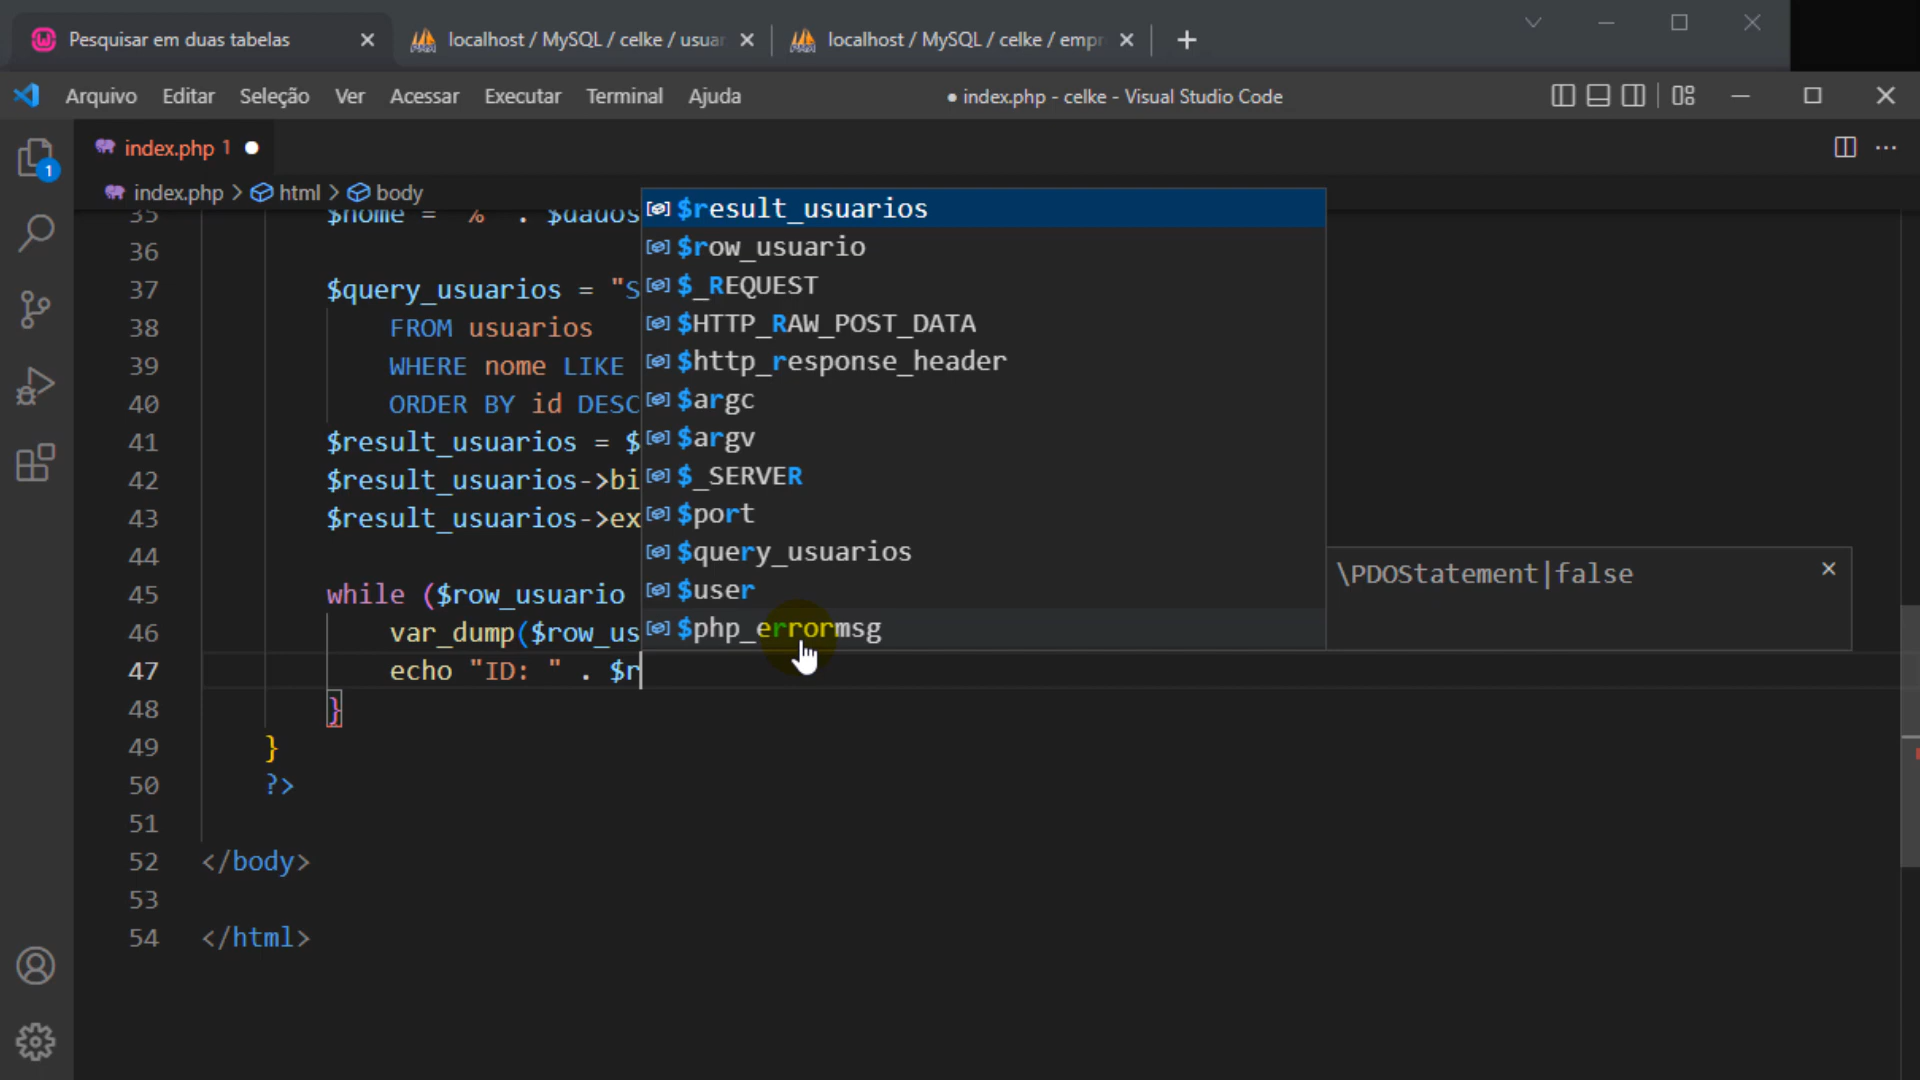 Pesquisar em duas tabelas
localhost / MySQL / celke / usuar
localhost / MySQL / celke / empr
Arquivo Editar Seleção Ver Acessar Executar Terminal Ajuda
● index.php - celke - Visual Studio Code
index.php 1
1
index.php > html > body
35 $nome = "%" . $dados
36
37 $query_usuarios = "S
38 FROM usuarios
39 WHERE nome LIKE
40 ORDER BY id DESC
41 $result_usuarios = $
42 $result_usuarios->bi
43 $result_usuarios->ex
44
45 while ($row_usuario
46 var_dump($row_us
47 echo "ID: " . $r
48 }
49 }
50 ?>
51
52 </body>
53
54 </html>
$result_usuarios
$row_usuario
$_REQUEST
$HTTP_RAW_POST_DATA
$http_response_header
$argc
$argv
$_SERVER
$port
$query_usuarios
$user
$php_errormsg
\PDOStatement|false